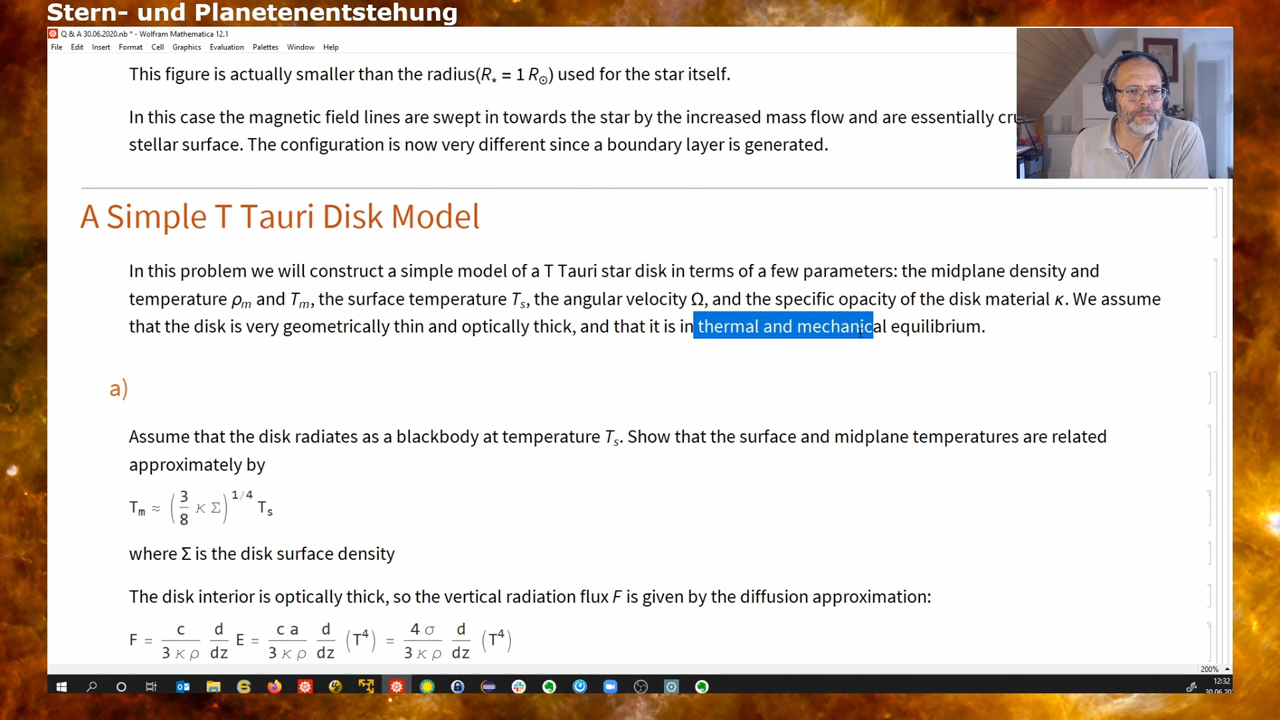 Stern- und Planetenentstehung
Q & A 30.06.2020.nb * - Wolfram Mathematica 12.1
File Edit Insert Format Cell Graphics Evaluation Palettes Window Help
This figure is actually smaller than the radius(R⋆ = 1 R⊙) used for the star itself.
In this case the magnetic field lines are swept in towards the star by the increased mass flow and are essentially
stellar surface. The configuration is now very different since a boundary layer is generated.
A Simple T Tauri Disk Model
In this problem we will construct a simple model of a T Tauri star disk in terms of a few parameters: the midplane density and
temperature ρm and Tm, the surface temperature Ts, the angular velocity Ω, and the specific opacity of the disk material κ. We assume
that the disk is very geometrically thin and optically thick, and that it is in thermal and mechanical equilibrium.
a)
Assume that the disk radiates as a blackbody at temperature Ts. Show that the surface and midplane temperatures are related
approximately by
Tm ≈ (3/8 κ Σ)^1/4 Ts
where Σ is the disk surface density
The disk interior is optically thick, so the vertical radiation flux F is given by the diffusion approximation:
F = c/(3 κ ρ) d/dz E = c a/(3 κ ρ) d/dz (T⁴) = 4 σ/(3 κ ρ) d/dz (T⁴)
200%
12:32